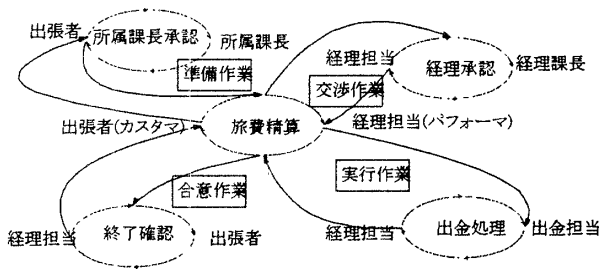 出張者
所属課長承認
所属課長
準備作業
経理担当
経理承認
経理課長
交渉作業
出張者(カスタマ)
旅費精算
経理担当(パフォーマ)
合意作業
実行作業
経理担当
終了確認
出張者
経理担当
出金処理
出金担当